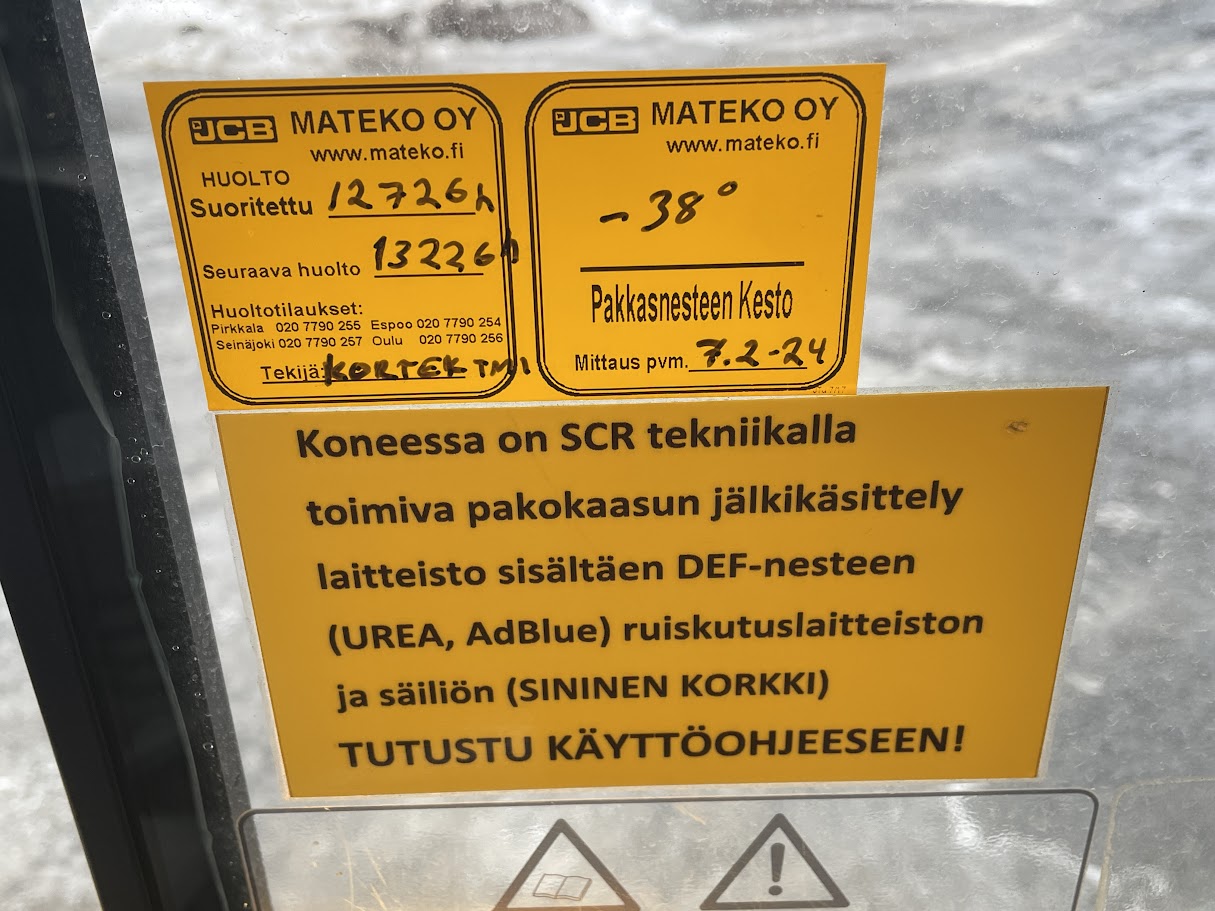 JCB MATEKO OY
www.mateko.fi
HUOLTO
Suoritettu 12726h
Seuraava huolto 13226h
Huoltotilaukset:
Pirkkala 020 7790 255 Espoo 020 7790 254
Seinäjoki 020 7790 257 Oulu 020 7790 256
Tekijä: KORTEK TMI
JCB MATEKO OY
www.mateko.fi
-38°
Pakkasnesteen Kesto
Mittaus pvm. 7.2-24
Koneessa on SCR tekniikalla
toimiva pakokaasun jälkikäsittely
laitteisto sisältäen DEF-nesteen
(UREA, AdBlue) ruiskutuslaitteiston
ja säiliön (SININEN KORKKI)
TUTUSTU KÄYTTÖOHJEESEEN!